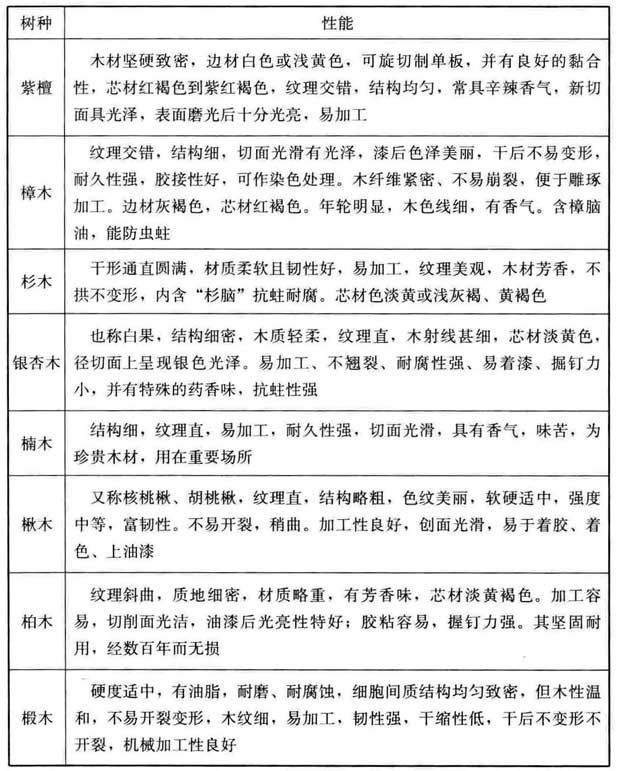 树种 性能
紫檀
木材坚硬致密，边材白色或浅黄色，可旋切制单板，并有良好的黏合
性，芯材红褐色到紫红褐色，纹理交错，结构均匀，常具辛辣香气，新切
面具光泽，表面磨光后十分光亮，易加工
樟木
纹理交错，结构细，切面光滑有光泽，漆后色泽美丽，干后不易变形，
耐久性强，胶接性好，可作染色处理。木纤维紧密、不易崩裂，便于雕琢
加工。边材灰褐色，芯材红褐色。年轮明显，木色线细，有香气。含樟脑
油，能防虫蛀
杉木
干形通直圆满，材质柔软且韧性好，易加工，纹理美观，木材芳香，不
拱不变形，内含“杉脑”抗蛀耐腐。芯材色淡黄或浅灰褐、黄褐色
银杏木
也称白果，结构细密，木质轻柔，纹理直，木射线甚细，芯材淡黄色，
径切面上呈现银色光泽。易加工、不翘裂、耐腐性强、易着漆、掘钉力
小，并有特殊的药香味，抗蛀性强
楠木
结构细，纹理直，易加工，耐久性强，切面光滑，具有香气，味苦，为
珍贵木材，用在重要场所
楸木
又称核桃楸、胡桃楸，纹理直，结构略粗，色纹美丽，软硬适中，强度
中等，富韧性。不易开裂，稍曲。加工性良好，创面光滑，易于着胶、着
色、上油漆
柏木
纹理斜曲，质地细密，材质略重，有芳香味，芯材淡黄褐色。加工容
易，切削面光洁，油漆后光亮性特好；胶粘容易，握钉力强。其坚固耐
用，经数百年而无损
椴木
硬度适中，有油脂，耐磨、耐腐蚀，细胞间质结构均匀致密，但木性温
和，不易开裂变形，木纹细，易加工，韧性强，干缩性低，干后不变形不
开裂，机械加工性良好